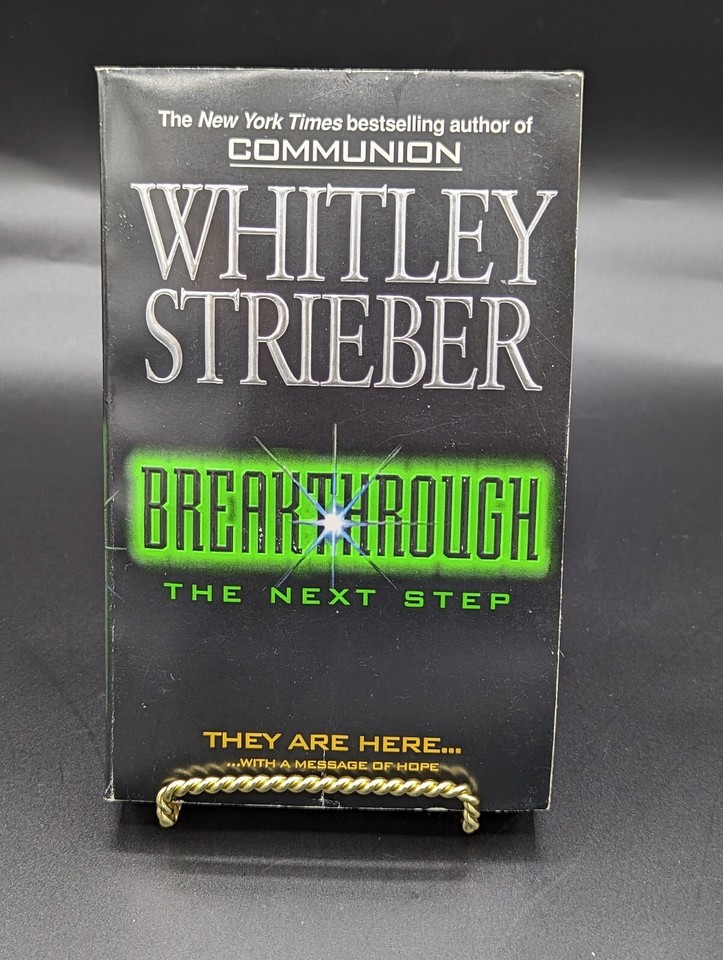 The New York Times bestselling author of
COMMUNION
WHITLEY
STRIEBER
BREAKTHROUGH
THE NEXT STEP
THEY ARE HERE...
...WITH A MESSAGE OF HOPE